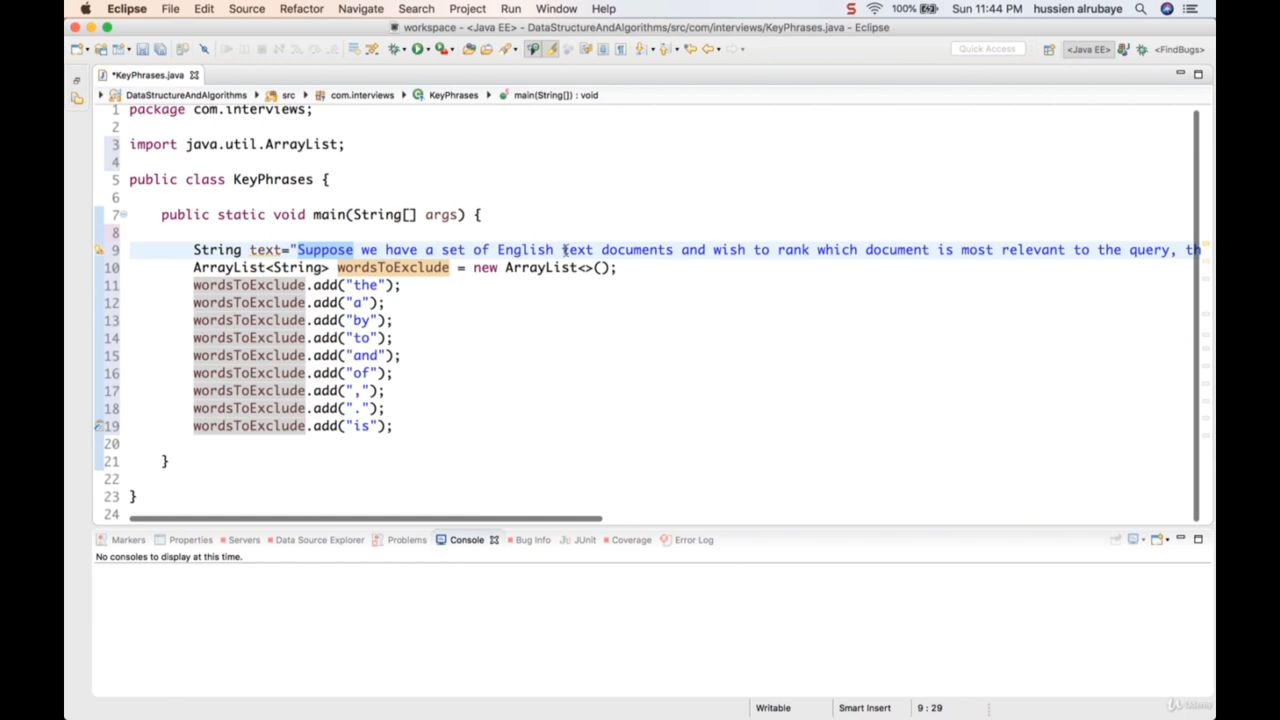 Eclipse File Edit Source Refactor Navigate Search Project Run Window Help S 100% Sun 11:44 PM hussien alrubaye
workspace - <Java EE> - DataStructureAndAlgorithms/src/com/interviews/KeyPhrases.java - Eclipse
Quick Access <Java EE> <FindBugs>
*KeyPhrases.java
DataStructureAndAlgorithms src com.interviews KeyPhrases main(String[]) : void
1 package com.interviews;
2
3 import java.util.ArrayList;
4
5 public class KeyPhrases {
6
7 public static void main(String[] args) {
8
9 String text="Suppose we have a set of English text documents and wish to rank which document is most relevant to the query, th
10 ArrayList<String> wordsToExclude = new ArrayList<>();
11 wordsToExclude.add("the");
12 wordsToExclude.add("a");
13 wordsToExclude.add("by");
14 wordsToExclude.add("to");
15 wordsToExclude.add("and");
16 wordsToExclude.add("of");
17 wordsToExclude.add(",");
18 wordsToExclude.add(".");
19 wordsToExclude.add("is");
20
21 }
22
23 }
24
Markers Properties Servers Data Source Explorer Problems Console Bug Info JUnit Coverage Error Log
No consoles to display at this time.
Writable Smart Insert 9 : 29
Udemy